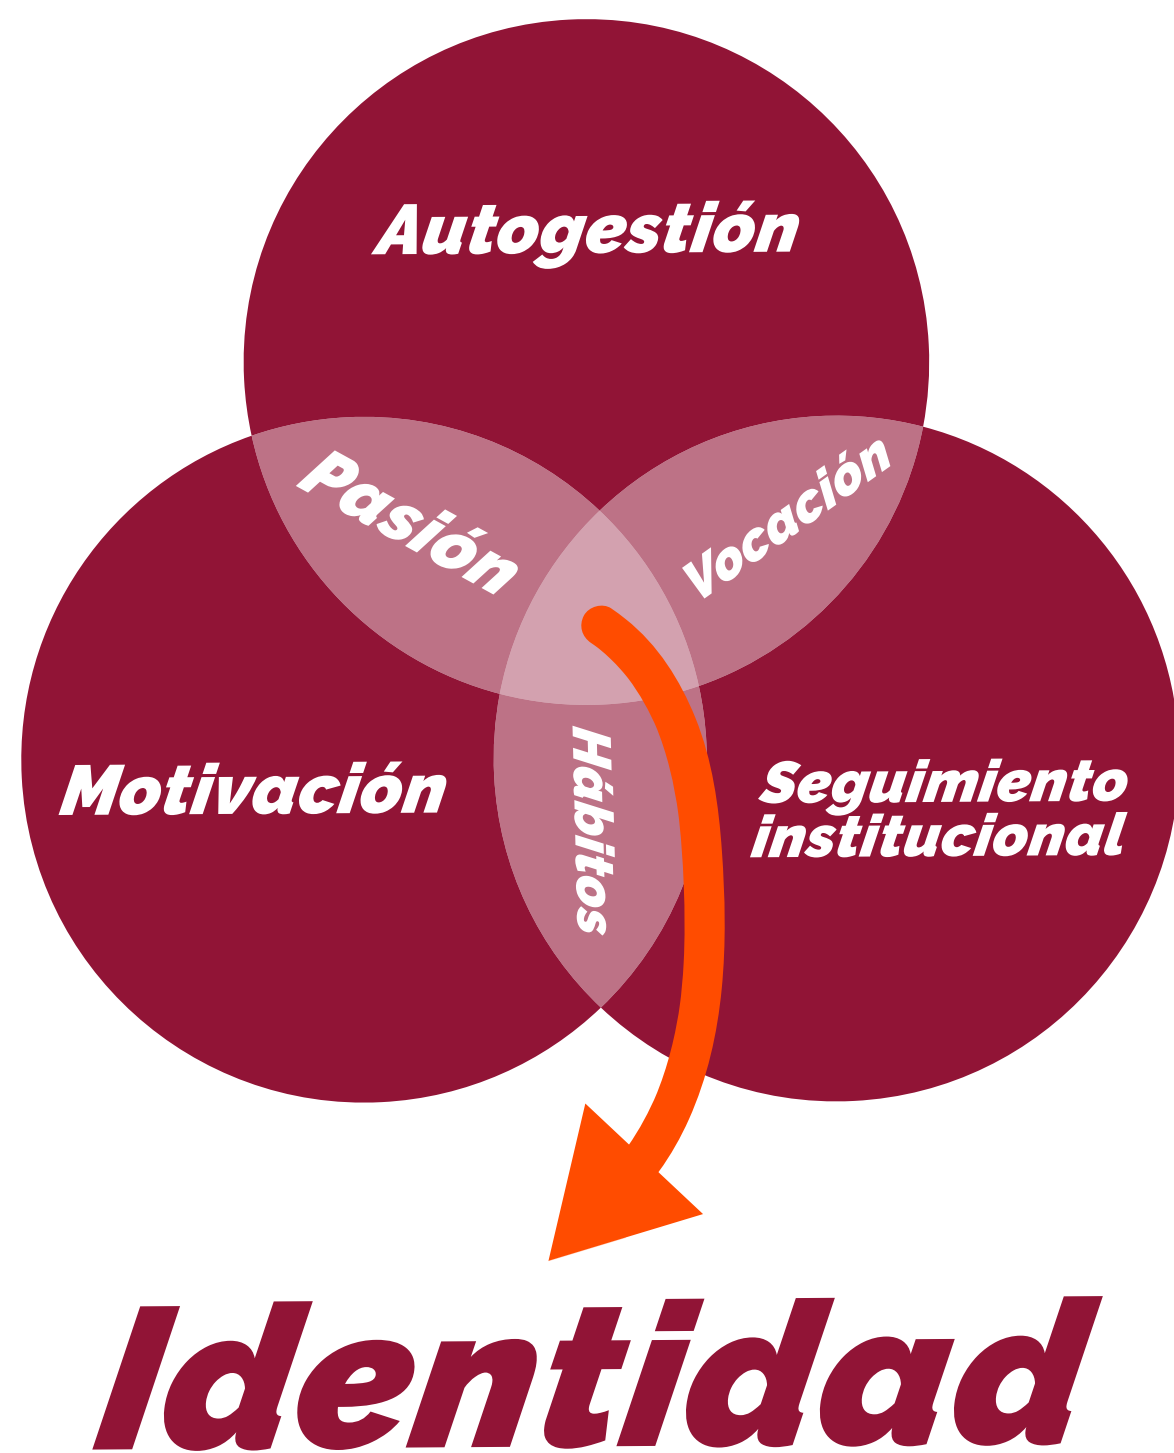 Autogestión
Pasión
Vocación
Motivación
Hábitos
Seguimiento
institucional
Identidad